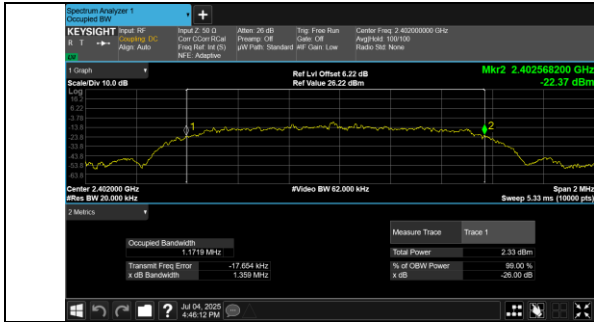 Spectrum Analyzer 1
Occupied BW
+
KEYSIGHT Input: RF Input Z: 50 Ω Atten: 26 dB Trig: Free Run Center Freq: 2.402000000 GHz
R T Coupling: DC Corr CCorr RCal Preamp: Off Gate: Off Avg|Hold: 100/100
Align: Auto Freq Ref: Int (S) µW Path: Standard #IF Gain: Low Radio Std: None
NFE: Adaptive
1 Graph Ref Lvl Offset 6.22 dB Mkr2 2.402568200 GHz
Scale/Div 10.0 dB Ref Value 26.22 dBm -22.37 dBm
Log
16.2
6.22
-3.78
-13.8
-23.8
-33.8
-43.8
-53.8
-63.8
1
2
Center 2.402000 GHz #Video BW 62.000 kHz Span 2 MHz
#Res BW 20.000 kHz Sweep 5.33 ms (10000 pts)
2 Metrics
Measure Trace Trace 1
Occupied Bandwidth
1.1719 MHz Total Power 2.33 dBm
Transmit Freq Error -17.654 kHz % of OBW Power 99.00 %
x dB Bandwidth 1.359 MHz x dB -26.00 dB
? Jul 04, 2025
4:46:12 PM